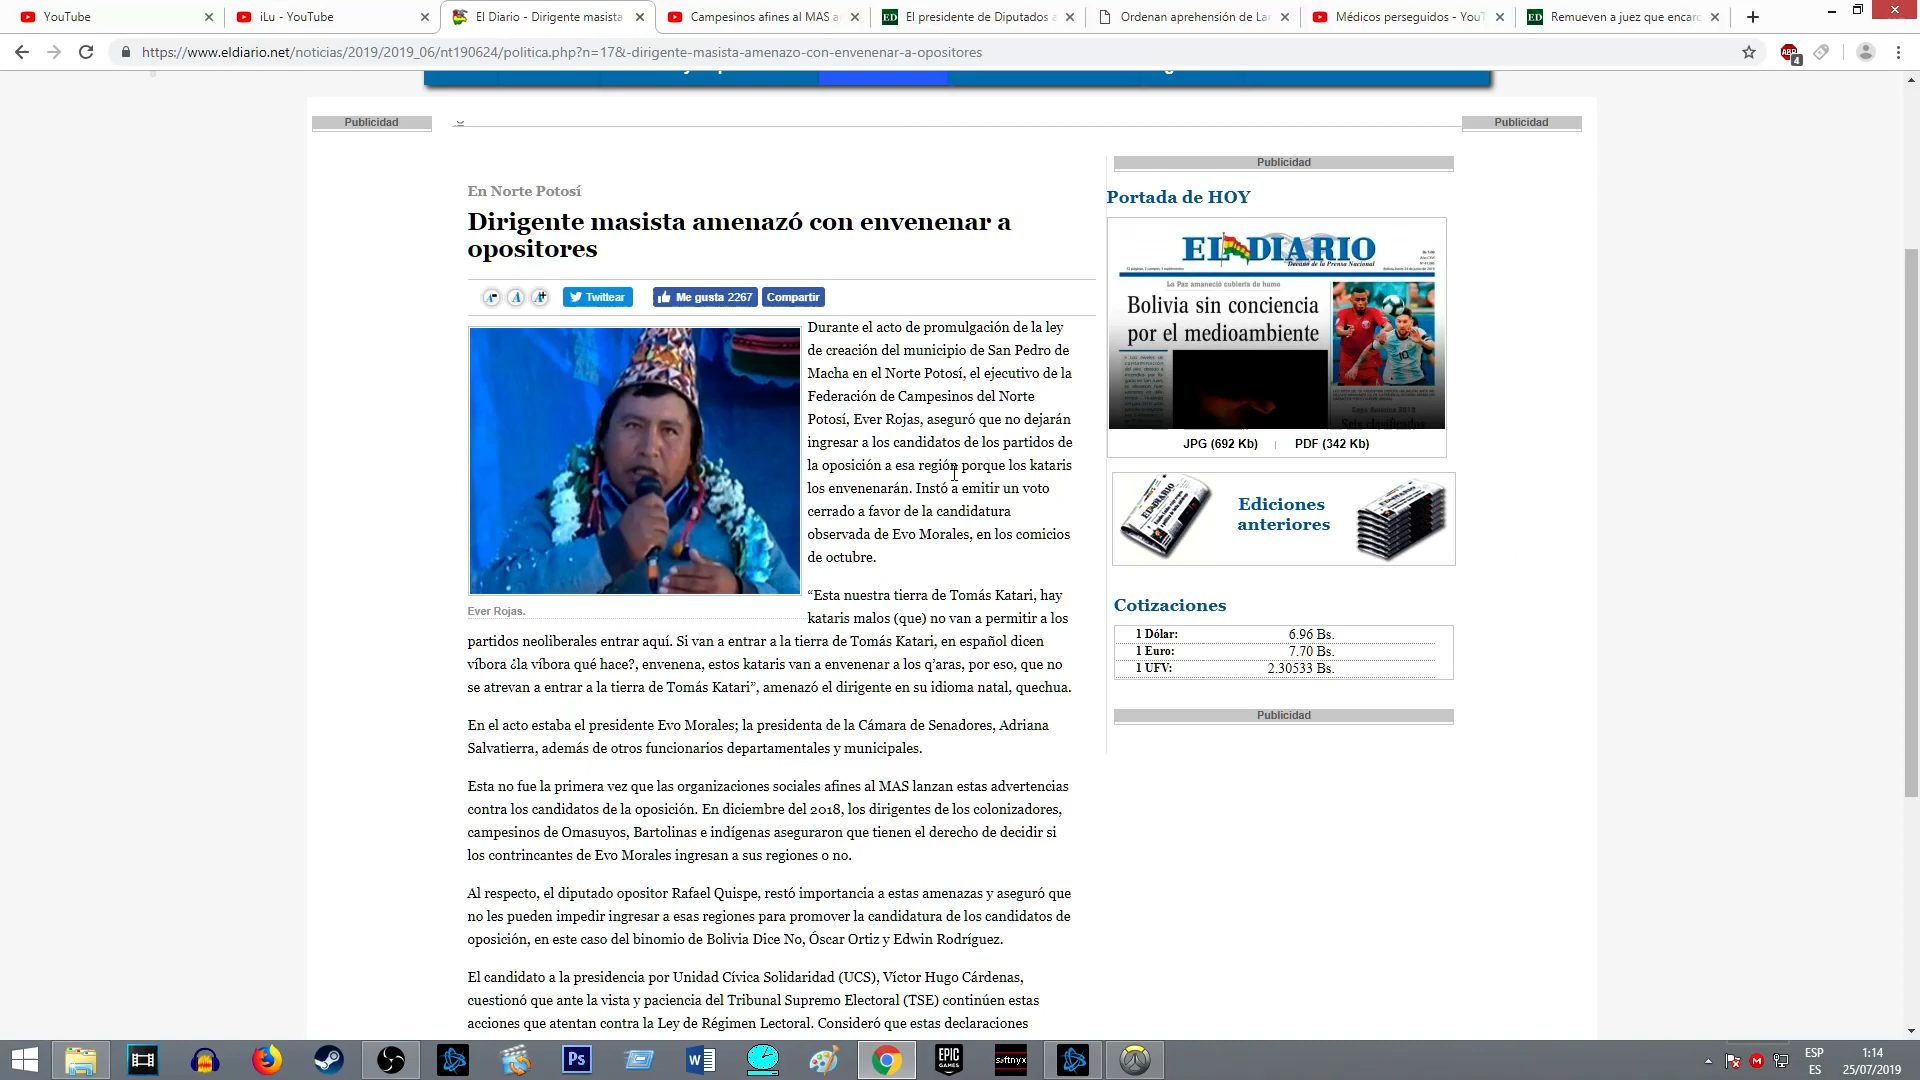 YouTube
iLu - YouTube
El Diario - Dirigente masista
Campesinos afines al MAS a
El presidente de Diputados
Ordenan aprehensión de La
Médicos perseguidos - YouT
Remueven a juez que encar
https://www.eldiario.net/noticias/2019/2019_06/nt190624/politica.php?n=17&-dirigente-masista-amenazo-con-envenenar-a-opositores
ABP
4
Publicidad
Publicidad
Publicidad
En Norte Potosí
Dirigente masista amenazó con envenenar a
opositores
A A A
Twittear
Me gusta 2267
Compartir
Durante el acto de promulgación de la ley
de creación del municipio de San Pedro de
Macha en el Norte Potosí, el ejecutivo de la
Federación de Campesinos del Norte
Potosí, Ever Rojas, aseguró que no dejarán
ingresar a los candidatos de los partidos de
la oposición a esa región porque los kataris
los envenenarán. Instó a emitir un voto
cerrado a favor de la candidatura
observada de Evo Morales, en los comicios
de octubre.
Ever Rojas.
“Esta nuestra tierra de Tomás Katari, hay
kataris malos (que) no van a permitir a los
partidos neoliberales entrar aquí. Si van a entrar a la tierra de Tomás Katari, en español dicen
víbora ¿la víbora qué hace?, envenena, estos kataris van a envenenar a los q’aras, por eso, que no
se atrevan a entrar a la tierra de Tomás Katari”, amenazó el dirigente en su idioma natal, quechua.
En el acto estaba el presidente Evo Morales; la presidenta de la Cámara de Senadores, Adriana
Salvatierra, además de otros funcionarios departamentales y municipales.
Esta no fue la primera vez que las organizaciones sociales afines al MAS lanzan estas advertencias
contra los candidatos de la oposición. En diciembre del 2018, los dirigentes de los colonizadores,
campesinos de Omasuyos, Bartolinas e indígenas aseguraron que tienen el derecho de decidir si
los contrincantes de Evo Morales ingresan a sus regiones o no.
Al respecto, el diputado opositor Rafael Quispe, restó importancia a estas amenazas y aseguró que
no les pueden impedir ingresar a esas regiones para promover la candidatura de los candidatos de
oposición, en este caso del binomio de Bolivia Dice No, Óscar Ortiz y Edwin Rodríguez.
El candidato a la presidencia por Unidad Cívica Solidaridad (UCS), Víctor Hugo Cárdenas,
cuestionó que ante la vista y paciencia del Tribunal Supremo Electoral (TSE) continúen estas
acciones que atentan contra la Ley de Régimen Lectoral. Consideró que estas declaraciones
Portada de HOY
EL DIARIO
Decano de la Prensa Nacional
La Paz amaneció cubierta de humo
Bolivia sin conciencia
por el medioambiente
Copa América 2019
Seis clasificados
JPG (692 Kb)
PDF (342 Kb)
Ediciones
anteriores
Cotizaciones
1 Dólar: 6.96 Bs.
1 Euro: 7.70 Bs.
1 UFV: 2.30533 Bs.
Publicidad
Ps
EPIC
GAMES
softnyx
ESP
ES
1:14
25/07/2019